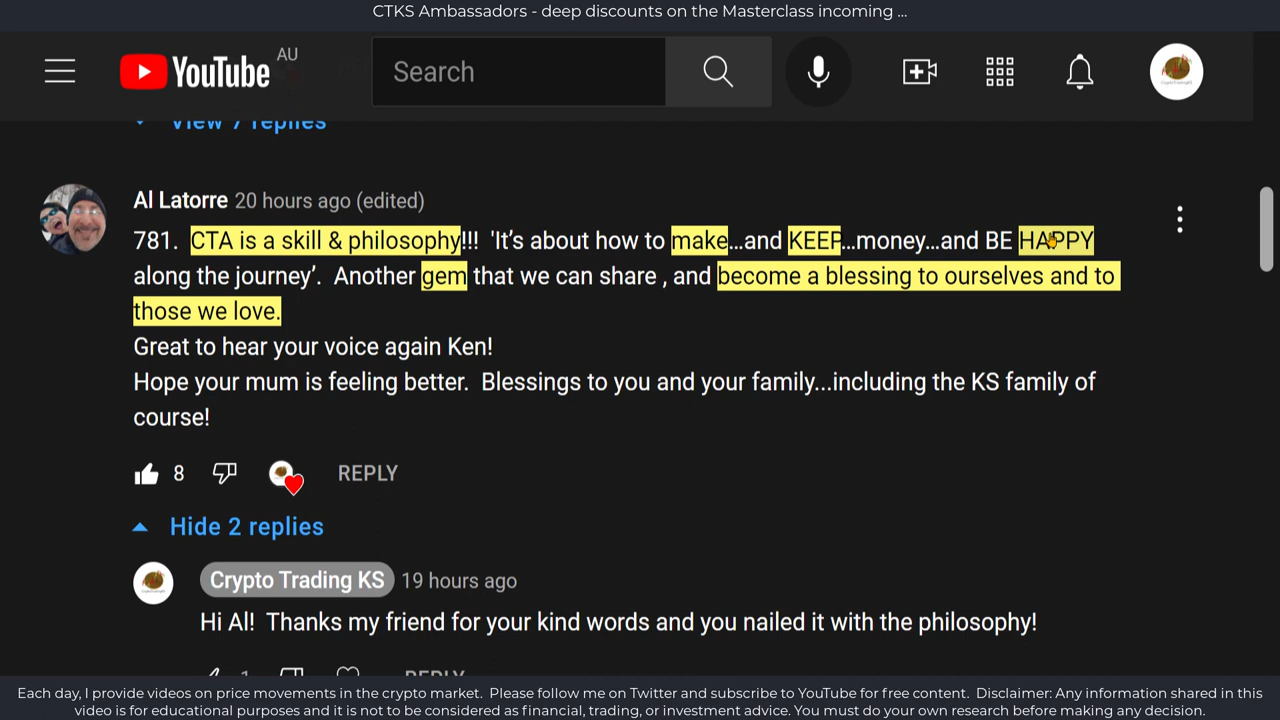 CTKS Ambassadors - deep discounts on the Masterclass incoming ...
YouTube AU
Search
View 7 replies
Al Latorre 20 hours ago (edited)
781. CTA is a skill & philosophy!!! 'It's about how to make...and KEEP...money...and BE HAPPY
along the journey'. Another gem that we can share , and become a blessing to ourselves and to
those we love.
Great to hear your voice again Ken!
Hope your mum is feeling better. Blessings to you and your family...including the KS family of
course!
8 REPLY
Hide 2 replies
Crypto Trading KS 19 hours ago
Hi Al! Thanks my friend for your kind words and you nailed it with the philosophy!
1 REPLY
Each day, I provide videos on price movements in the crypto market. Please follow me on Twitter and subscribe to YouTube for free content. Disclaimer: Any information shared in this
video is for educational purposes and it is not to be considered as financial, trading, or investment advice. You must do your own research before making any decision.